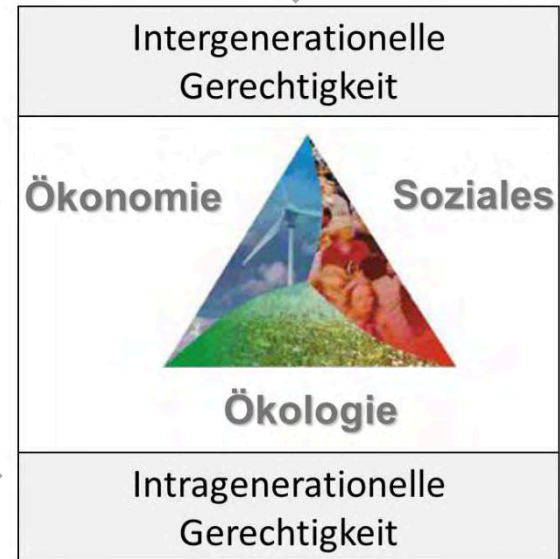 Intergenerationelle
Gerechtigkeit
Ökonomie
Soziales
Ökologie
Intragenerationelle
Gerechtigkeit